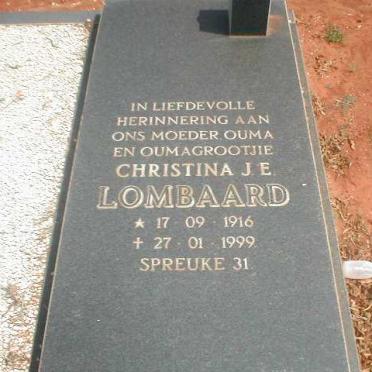 IN LIEFDEVOLLE
HERINNERING AAN
ONS MOEDER OUMA
EN OUMAGROOTJIE
CHRISTINA J E
LOMBAARD
★ 17 · 09 · 1916
✝ 27 · 01 · 1999
SPREUKE 31